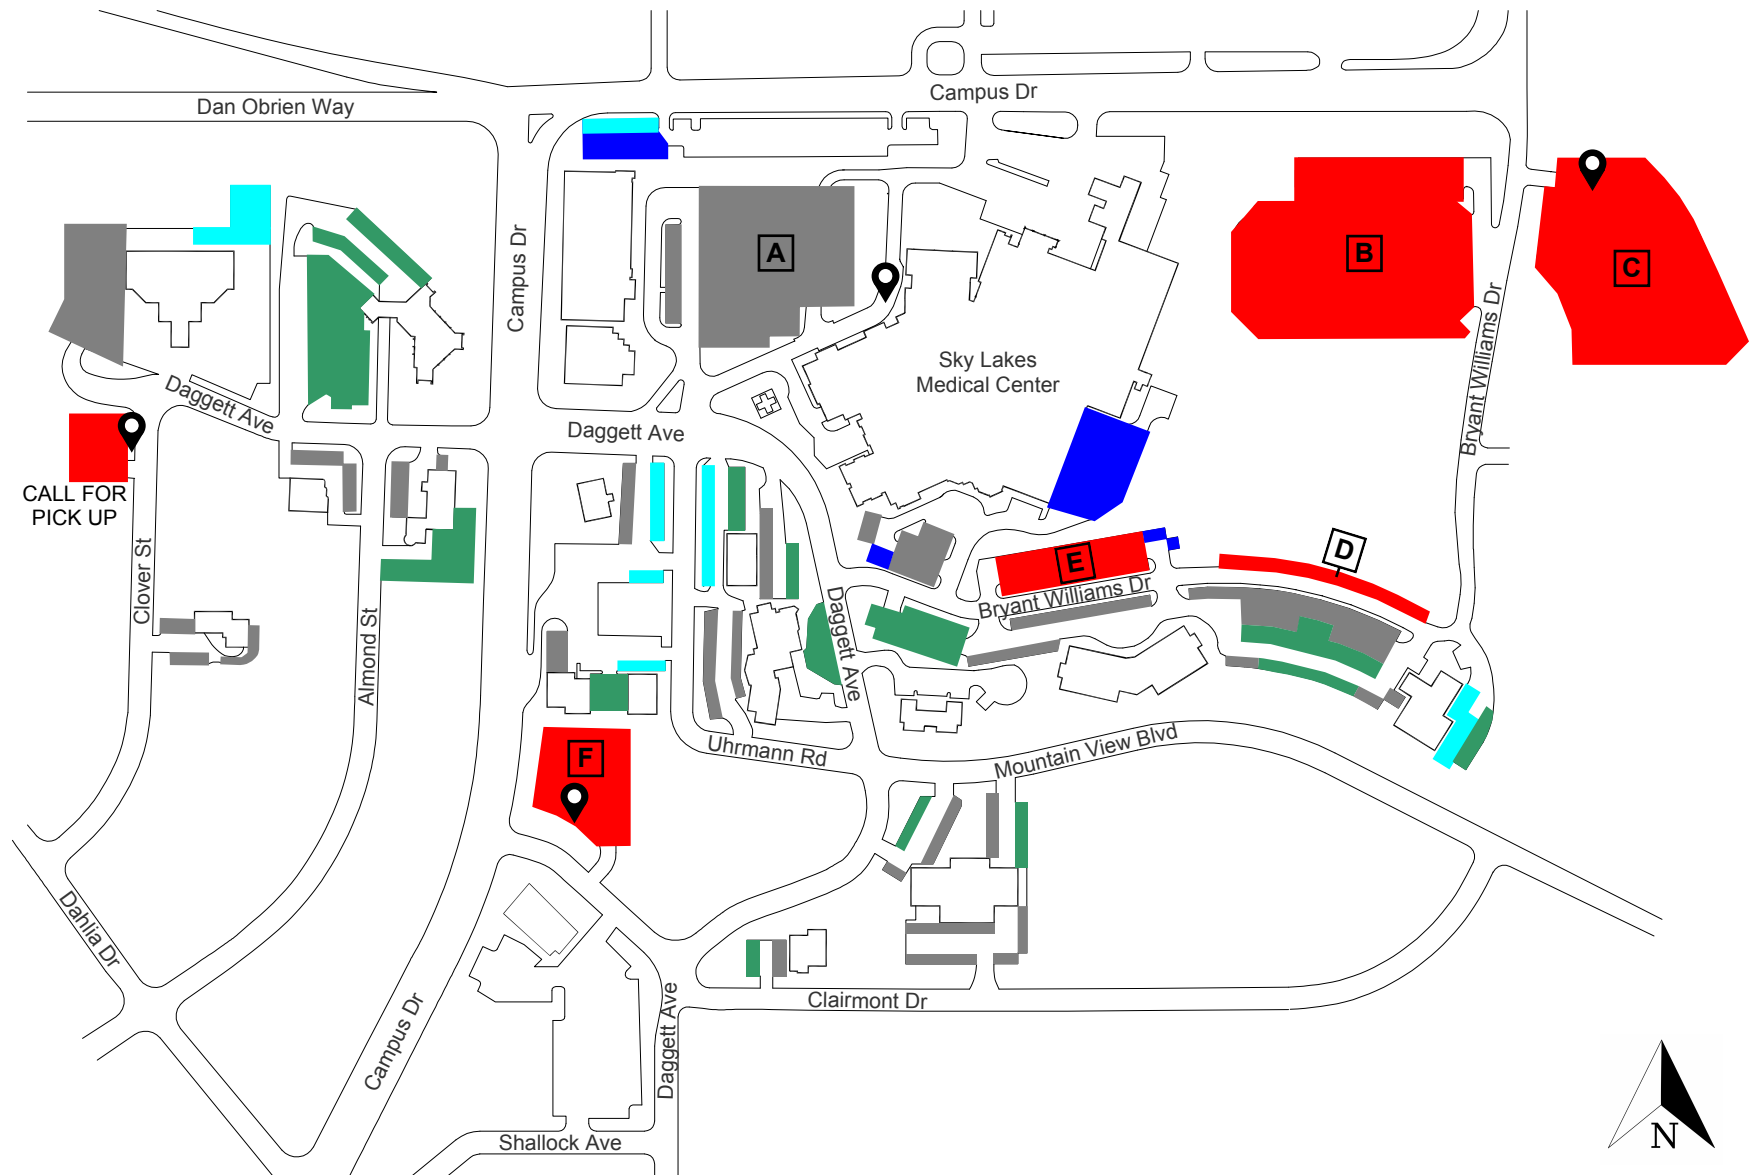 Campus Dr
Dan Obrien Way
A
B
C
Campus Dr
Bryant Williams Dr
Sky Lakes
Medical Center
Daggett Ave
Daggett Ave
CALL FOR
PICK UP
Clover St
D
E
Bryant Williams Dr
Almond St
Daggett Ave
Uhrmann Rd
Mountain View Blvd
F
Dahlia Dr
Campus Dr
Daggett Ave
Clairmont Dr
Shallock Ave
N